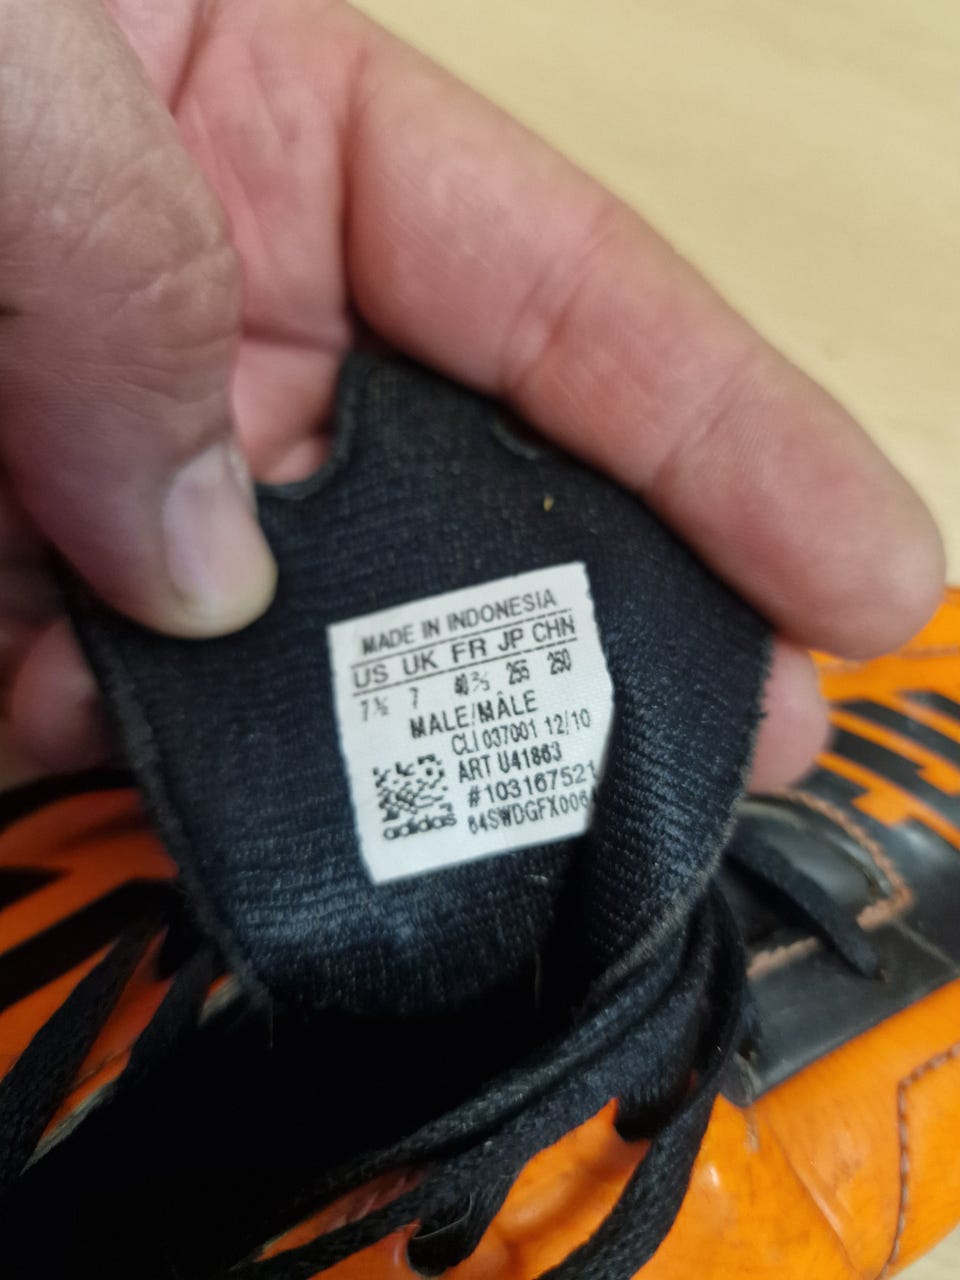 MADE IN INDONESIA
US UK FR JP CHN
7½ 7 40⅔ 255 250
MALE/MÂLE
CLI 037001 12/10
ART U41863
#103167521
adidas 64SWDGFX006